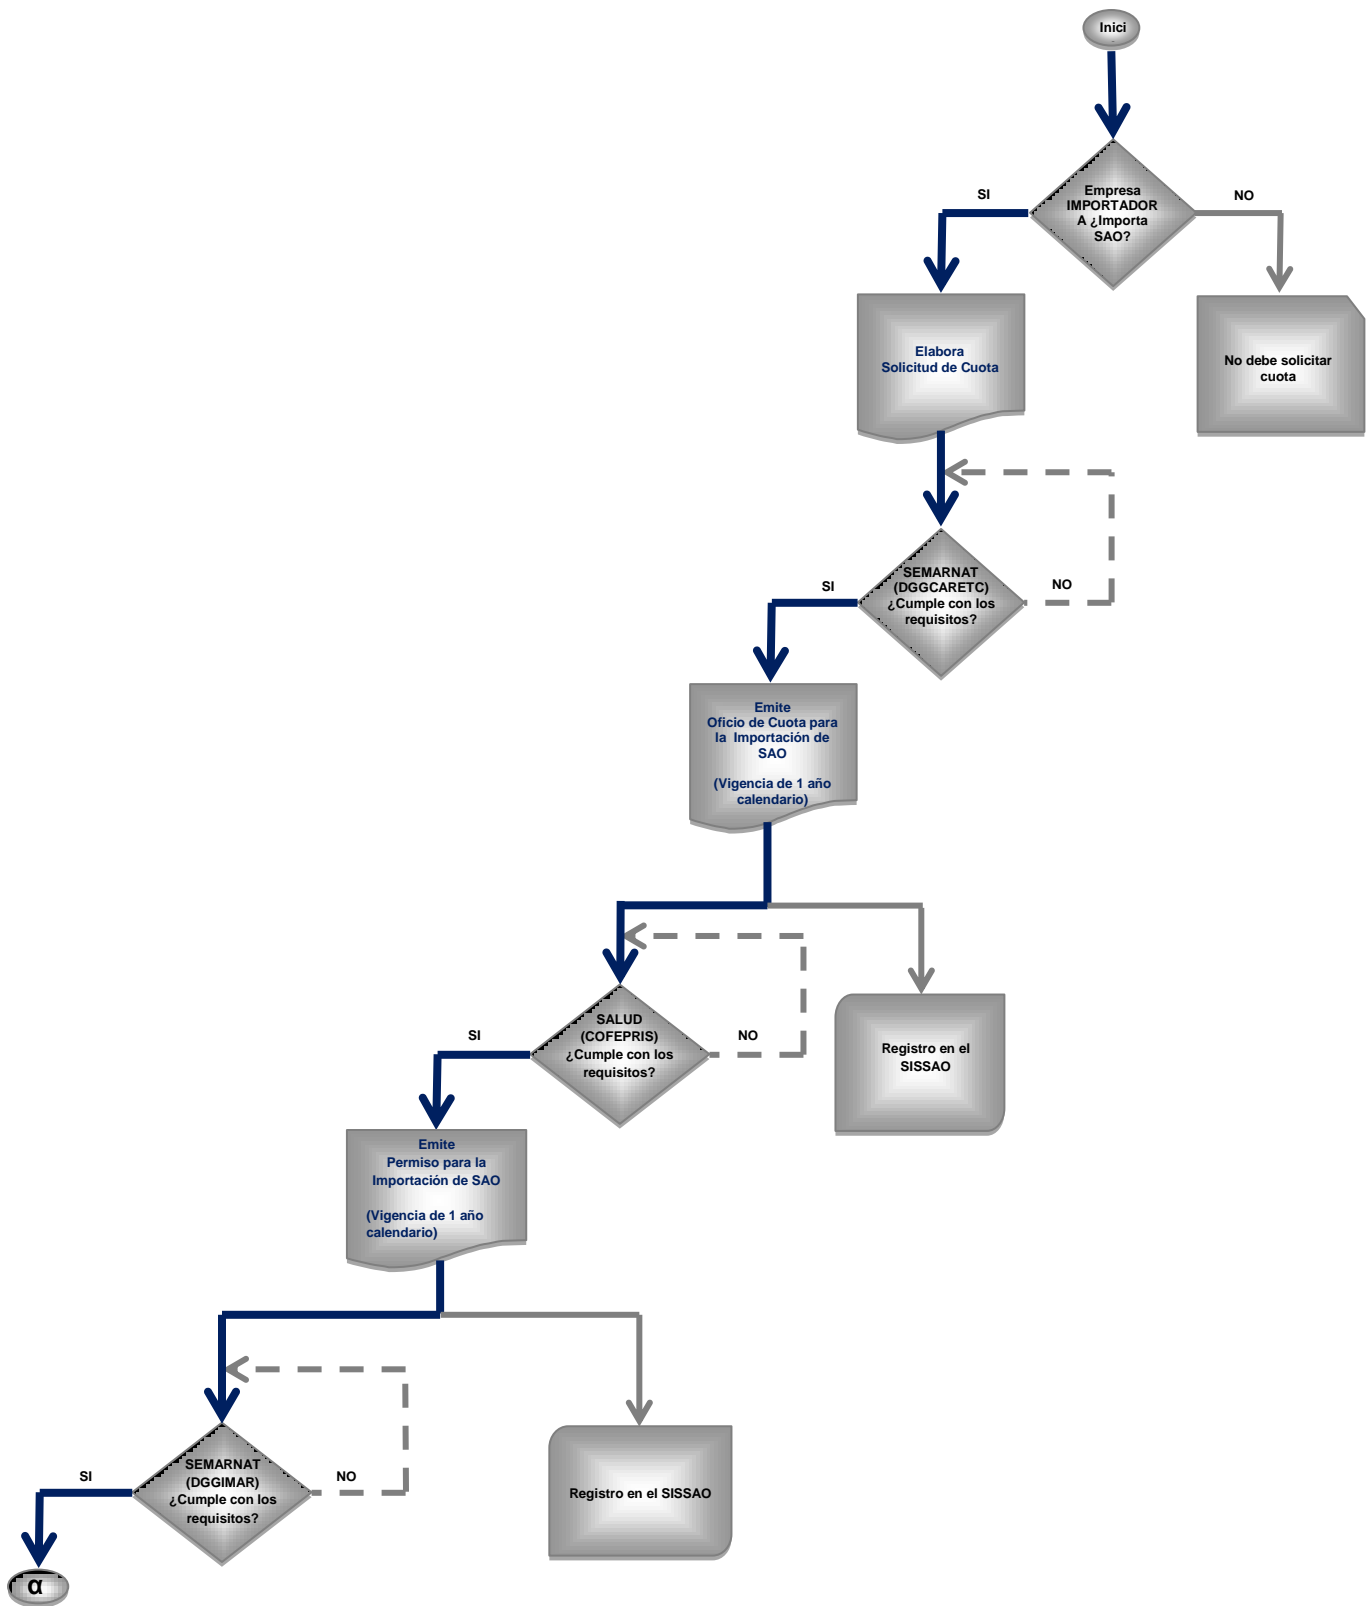 Inici
Empresa
IMPORTADOR
A ¿Importa
SAO?
SI
NO
Elabora
Solicitud de Cuota
No debe solicitar
cuota
SEMARNAT
(DGGCARETC)
¿Cumple con los
requisitos?
SI
NO
Emite
Oficio de Cuota para
la Importación de
SAO
(Vigencia de 1 año
calendario)
SALUD
(COFEPRIS)
¿Cumple con los
requisitos?
SI
NO
Registro en el
SISSAO
Emite
Permiso para la
Importación de SAO
(Vigencia de 1 año
calendario)
SEMARNAT
(DGGIMAR)
¿Cumple con los
requisitos?
SI
NO
Registro en el SISSAO
α